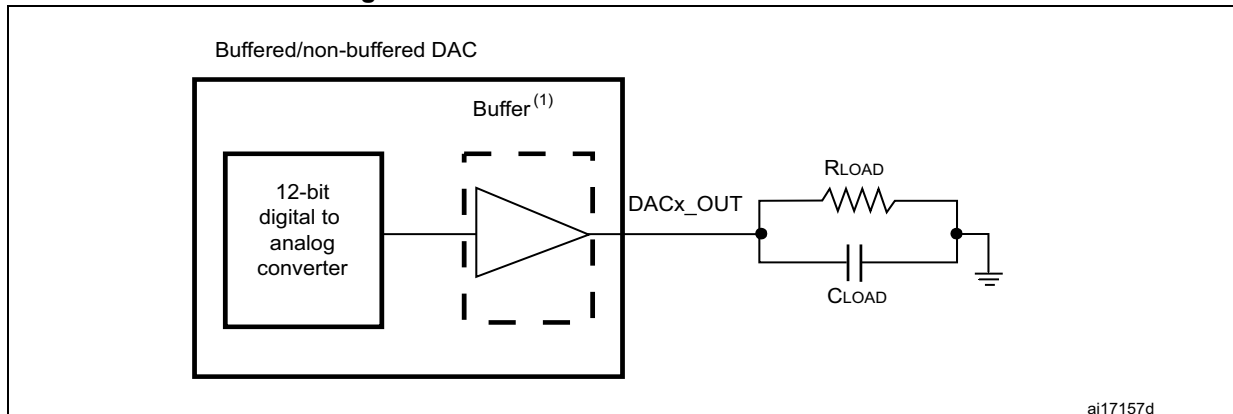 Buffered/non-buffered DAC
Buffer(1)
12-bit
digital to
analog
converter
DACx_OUT
RLOAD
CLOAD
ai17157d